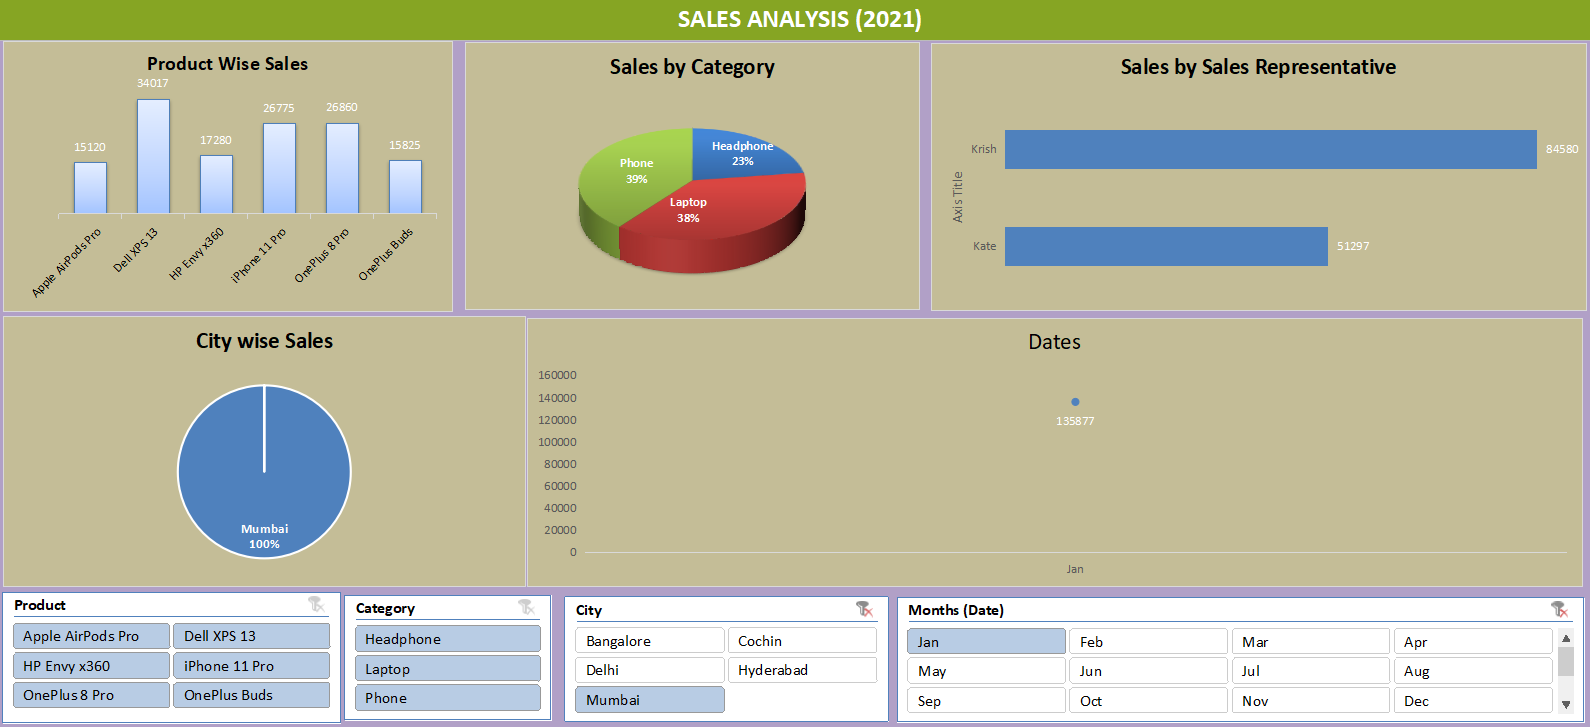 SALES ANALYSIS (2021)
Product Wise Sales
34017
26775
26860
17280
15120
15825
Apple AirPods Pro
Dell XPS 13
HP Envy x360
iPhone 11 Pro
OnePlus 8 Pro
OnePlus Buds
Sales by Category
Headphone
23%
Phone
39%
Laptop
38%
Sales by Sales Representative
Axis Title
Krish
84580
Kate
51297
City wise Sales
Mumbai
100%
Dates
160000
140000
120000
100000
80000
60000
40000
20000
0
135877
Jan
Product
Apple AirPods Pro
Dell XPS 13
HP Envy x360
iPhone 11 Pro
OnePlus 8 Pro
OnePlus Buds
Category
Headphone
Laptop
Phone
City
Bangalore
Cochin
Delhi
Hyderabad
Mumbai
Months (Date)
Jan
Feb
Mar
Apr
May
Jun
Jul
Aug
Sep
Oct
Nov
Dec